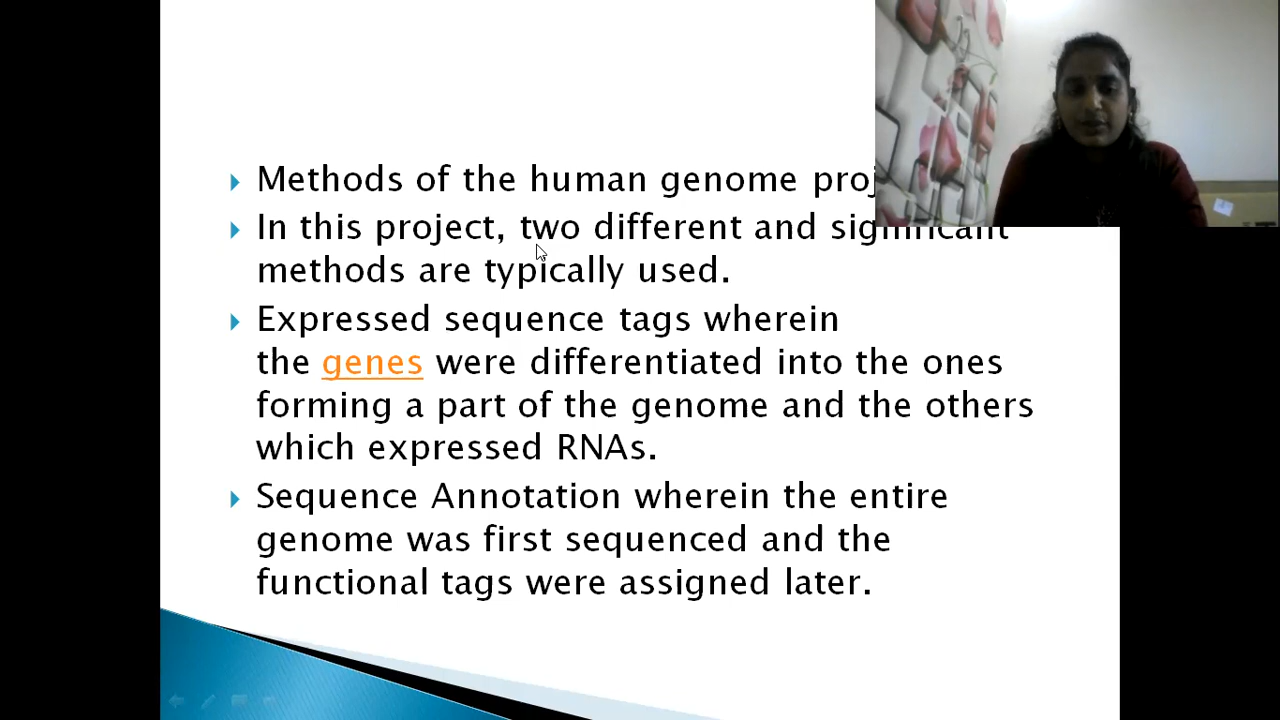 Methods of the human genome proj
In this project, two different and significant
methods are typically used.
Expressed sequence tags wherein
the genes were differentiated into the ones
forming a part of the genome and the others
which expressed RNAs.
Sequence Annotation wherein the entire
genome was first sequenced and the
functional tags were assigned later.